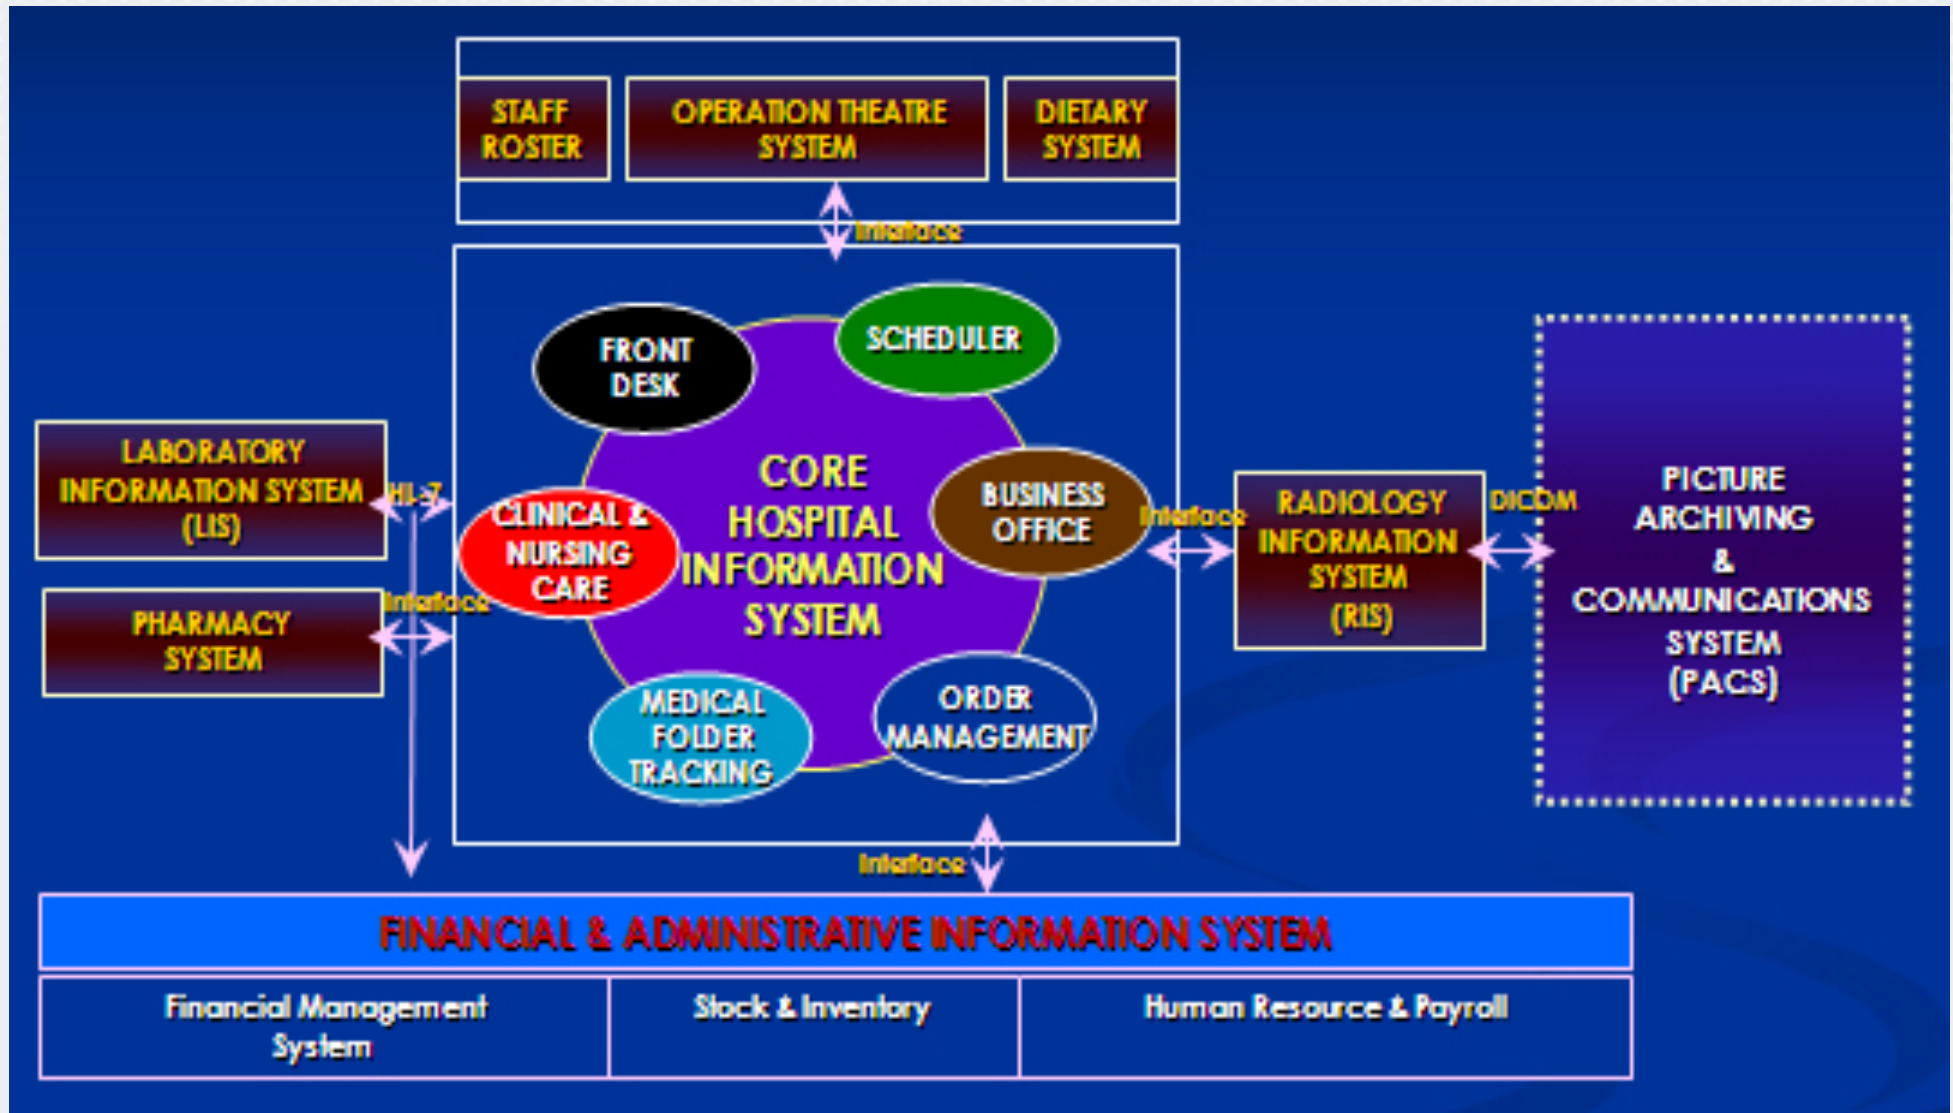 STAFF
ROSTER
OPERATION THEATRE
SYSTEM
DIETARY
SYSTEM
Interface
FRONT
DESK
SCHEDULER
LABORATORY
INFORMATION SYSTEM
(LIS)
HL-7
CLINICAL &
NURSING
CARE
CORE
HOSPITAL
INFORMATION
SYSTEM
BUSINESS
OFFICE
Interface
RADIOLOGY
INFORMATION
SYSTEM
(RIS)
DICOM
PICTURE
ARCHIVING
&
COMMUNICATIONS
SYSTEM
(PACS)
PHARMACY
SYSTEM
Interface
MEDICAL
FOLDER
TRACKING
ORDER
MANAGEMENT
Interface
FINANCIAL & ADMINISTRATIVE INFORMATION SYSTEM
Financial Management
System
Stock & Inventory
Human Resource & Payroll